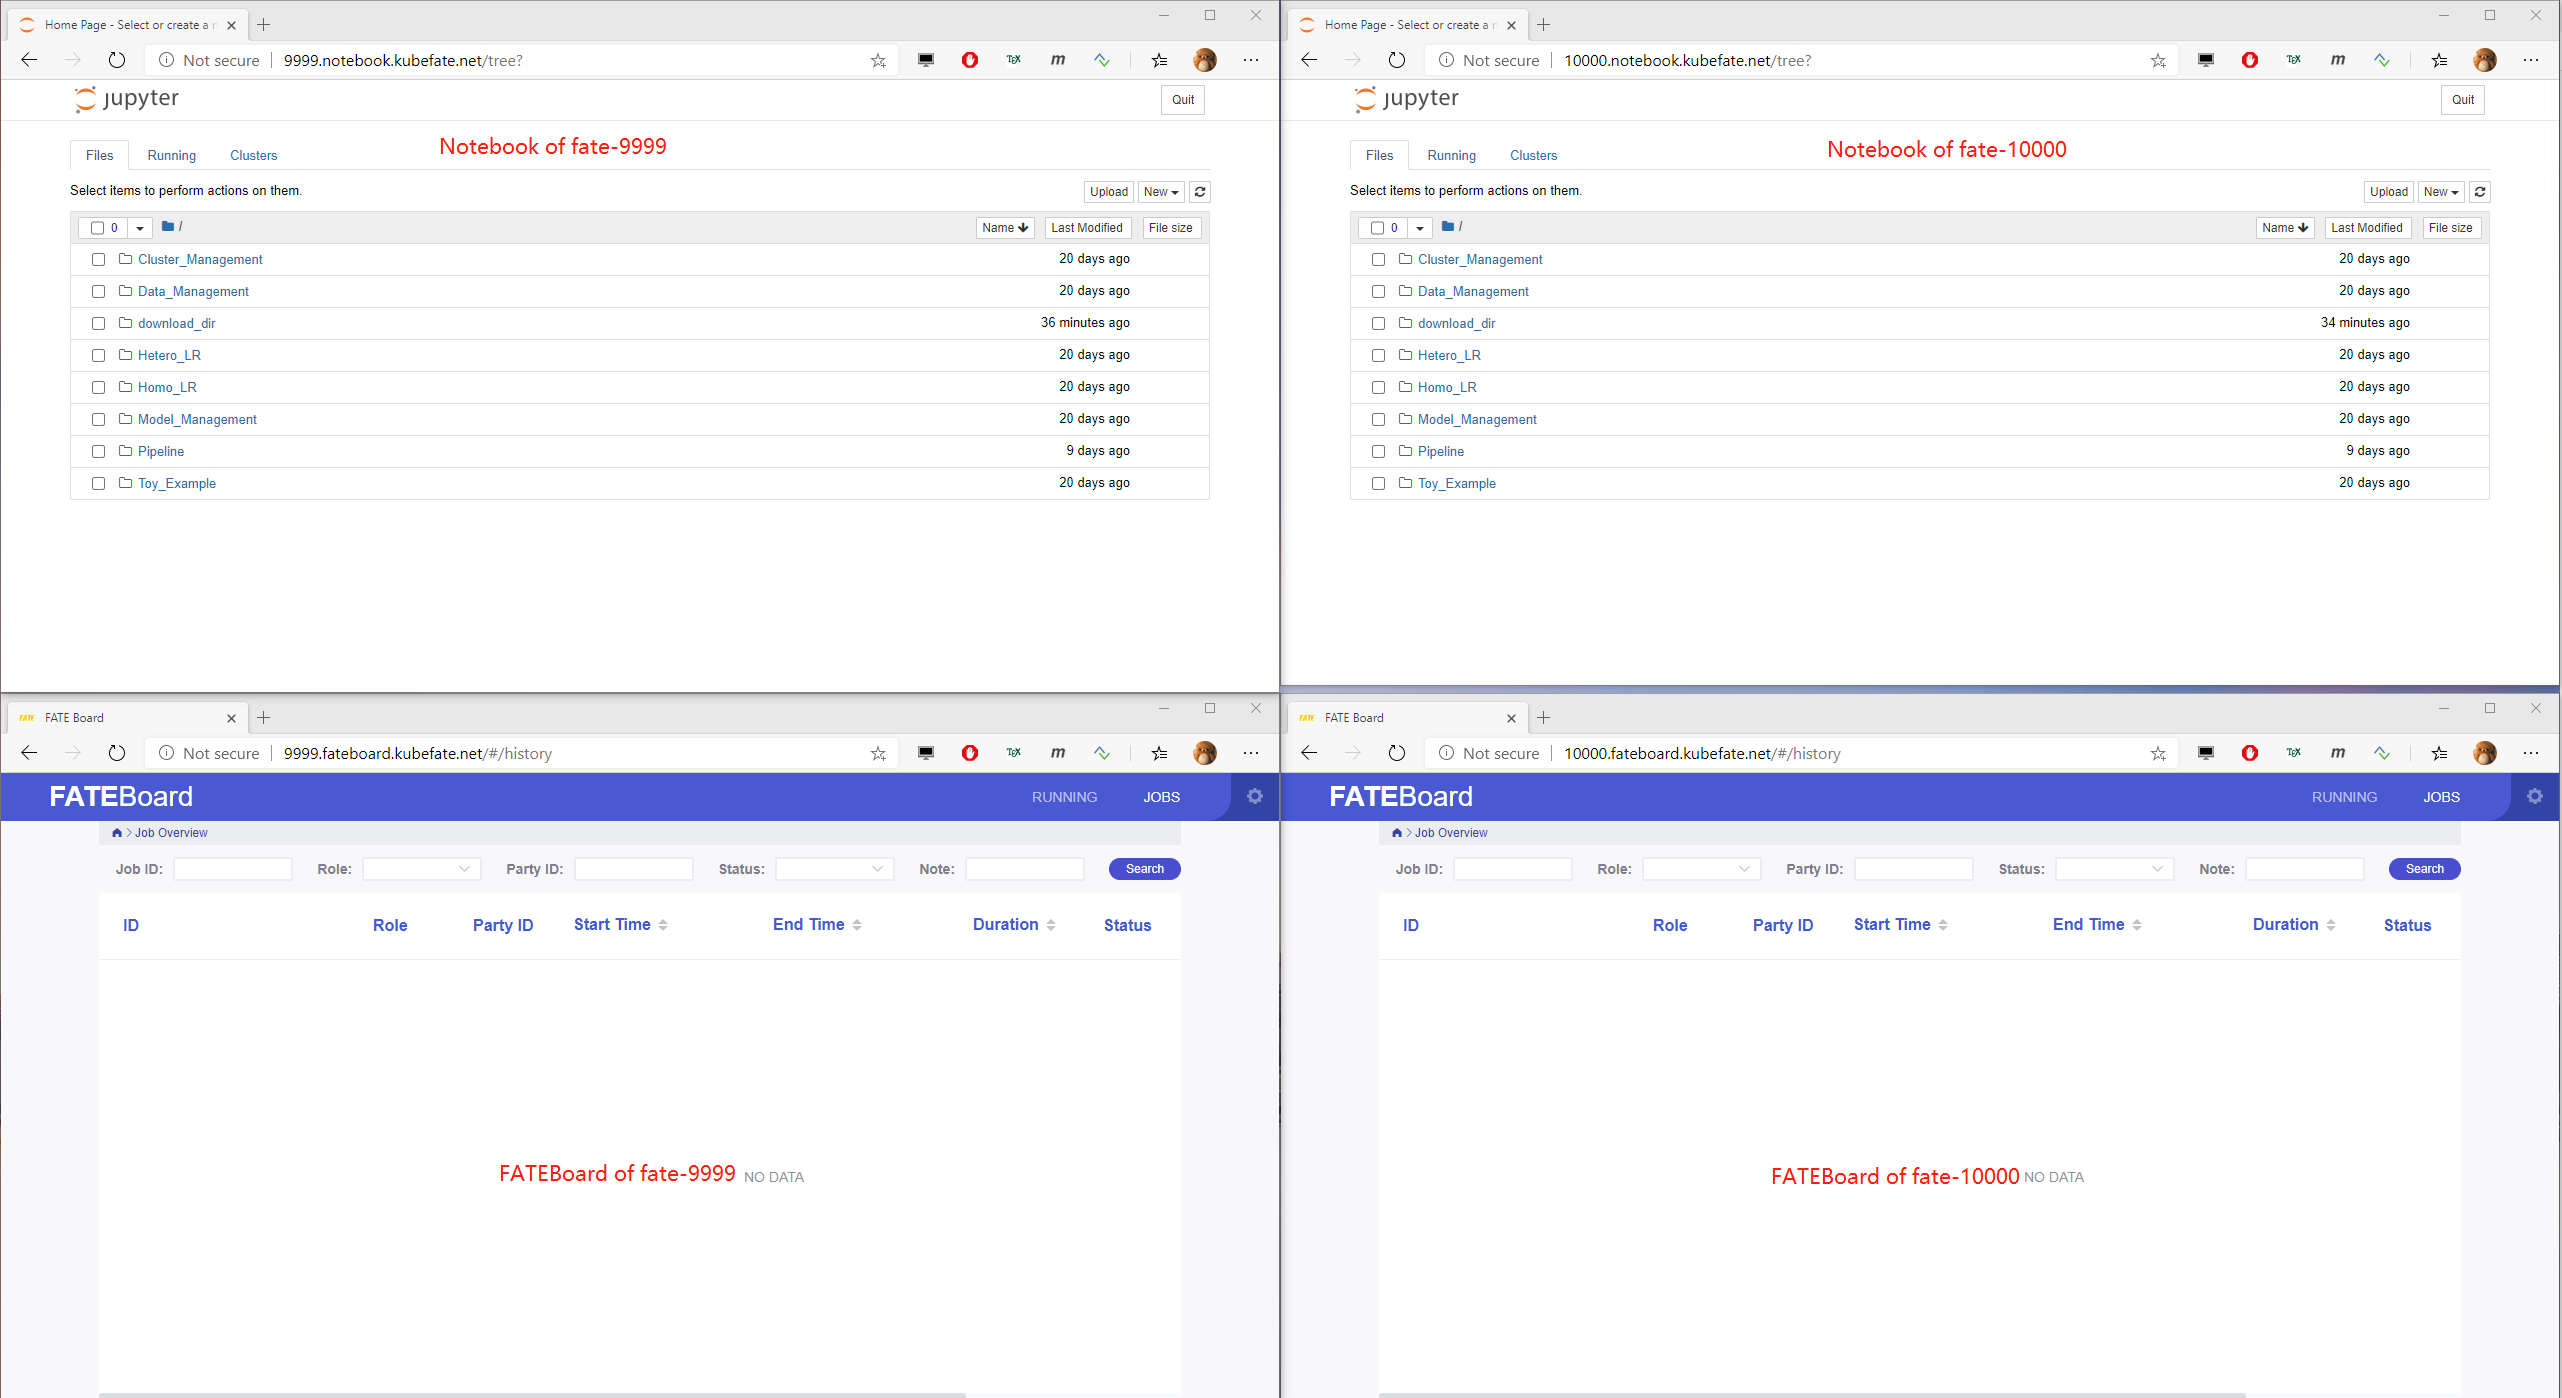 Home Page - Select or create a n
Not secure | 9999.notebook.kubefate.net/tree?
jupyter
Quit
Notebook of fate-9999
Files Running Clusters
Select items to perform actions on them.
Upload New
0 /
Name Last Modified File size
Cluster_Management 20 days ago
Data_Management 20 days ago
download_dir 36 minutes ago
Hetero_LR 20 days ago
Homo_LR 20 days ago
Model_Management 20 days ago
Pipeline 9 days ago
Toy_Example 20 days ago
Home Page - Select or create a n
Not secure | 10000.notebook.kubefate.net/tree?
jupyter
Quit
Notebook of fate-10000
Files Running Clusters
Select items to perform actions on them.
Upload New
0 /
Name Last Modified File size
Cluster_Management 20 days ago
Data_Management 20 days ago
download_dir 34 minutes ago
Hetero_LR 20 days ago
Homo_LR 20 days ago
Model_Management 20 days ago
Pipeline 9 days ago
Toy_Example 20 days ago
FATE FATE Board
Not secure | 9999.fateboard.kubefate.net/#/history
FATEBoard RUNNING JOBS
> Job Overview
Job ID: Role: Party ID: Status: Note: Search
ID Role Party ID Start Time End Time Duration Status
FATEBoard of fate-9999 NO DATA
FATE FATE Board
Not secure | 10000.fateboard.kubefate.net/#/history
FATEBoard RUNNING JOBS
> Job Overview
Job ID: Role: Party ID: Status: Note: Search
ID Role Party ID Start Time End Time Duration Status
FATEBoard of fate-10000 NO DATA